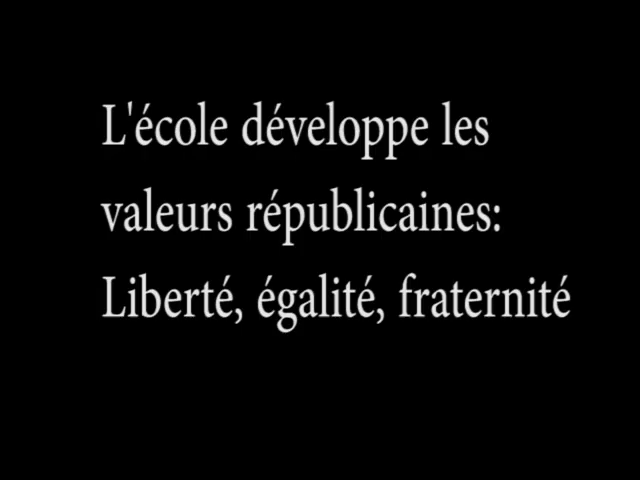 L'école développe les
valeurs républicaines:
Liberté, égalité, fraternité